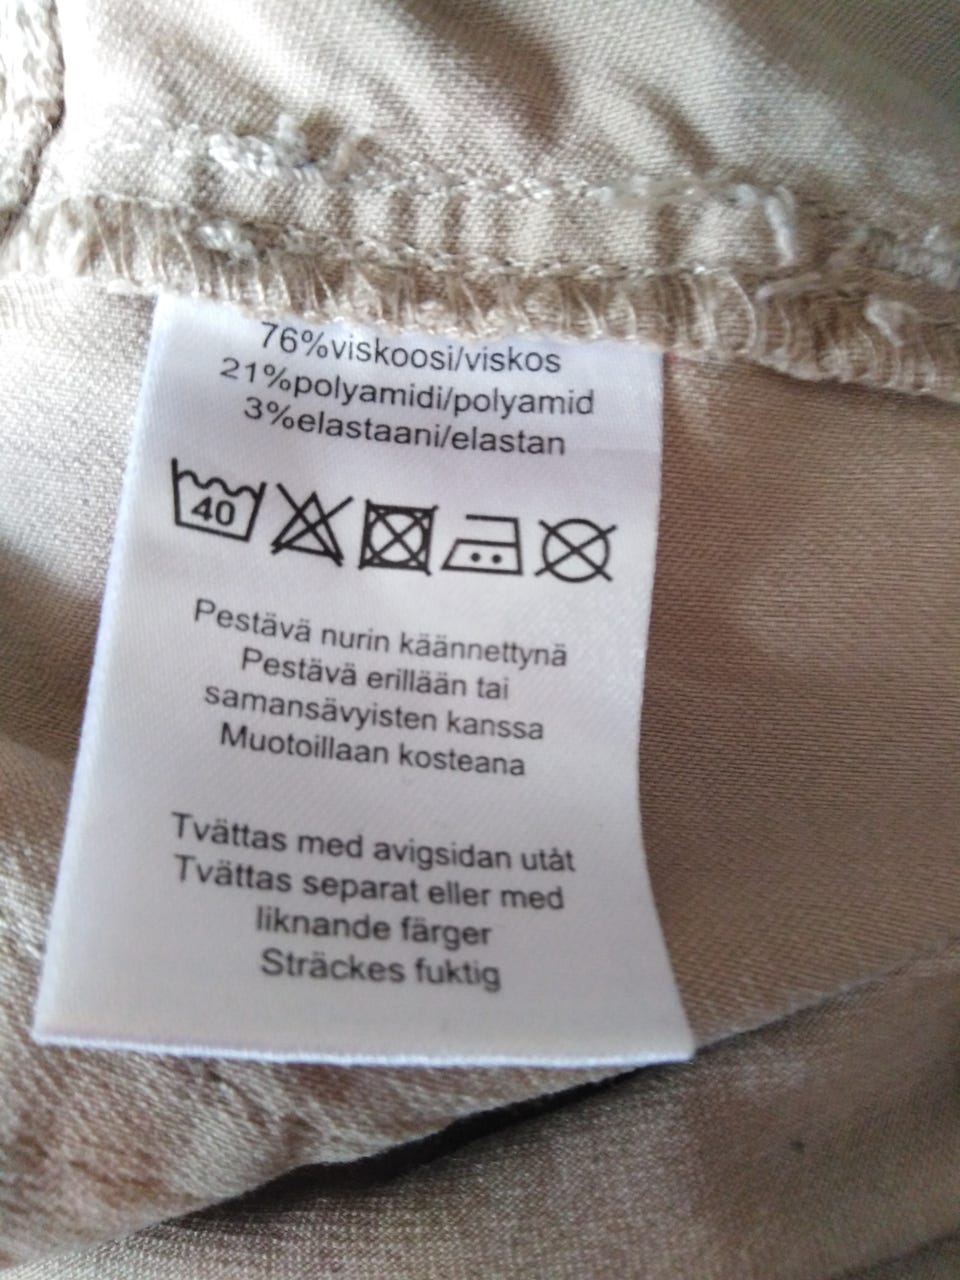 76%viskoosi/viskos
21%polyamidi/polyamid
3%elastaani/elastan
40
Pestävä nurin käännettynä
Pestävä erillään tai
samansävyisten kanssa
Muotoillaan kosteana
Tvättas med avigsidan utåt
Tvättas separat eller med
liknande färger
Sträckes fuktig